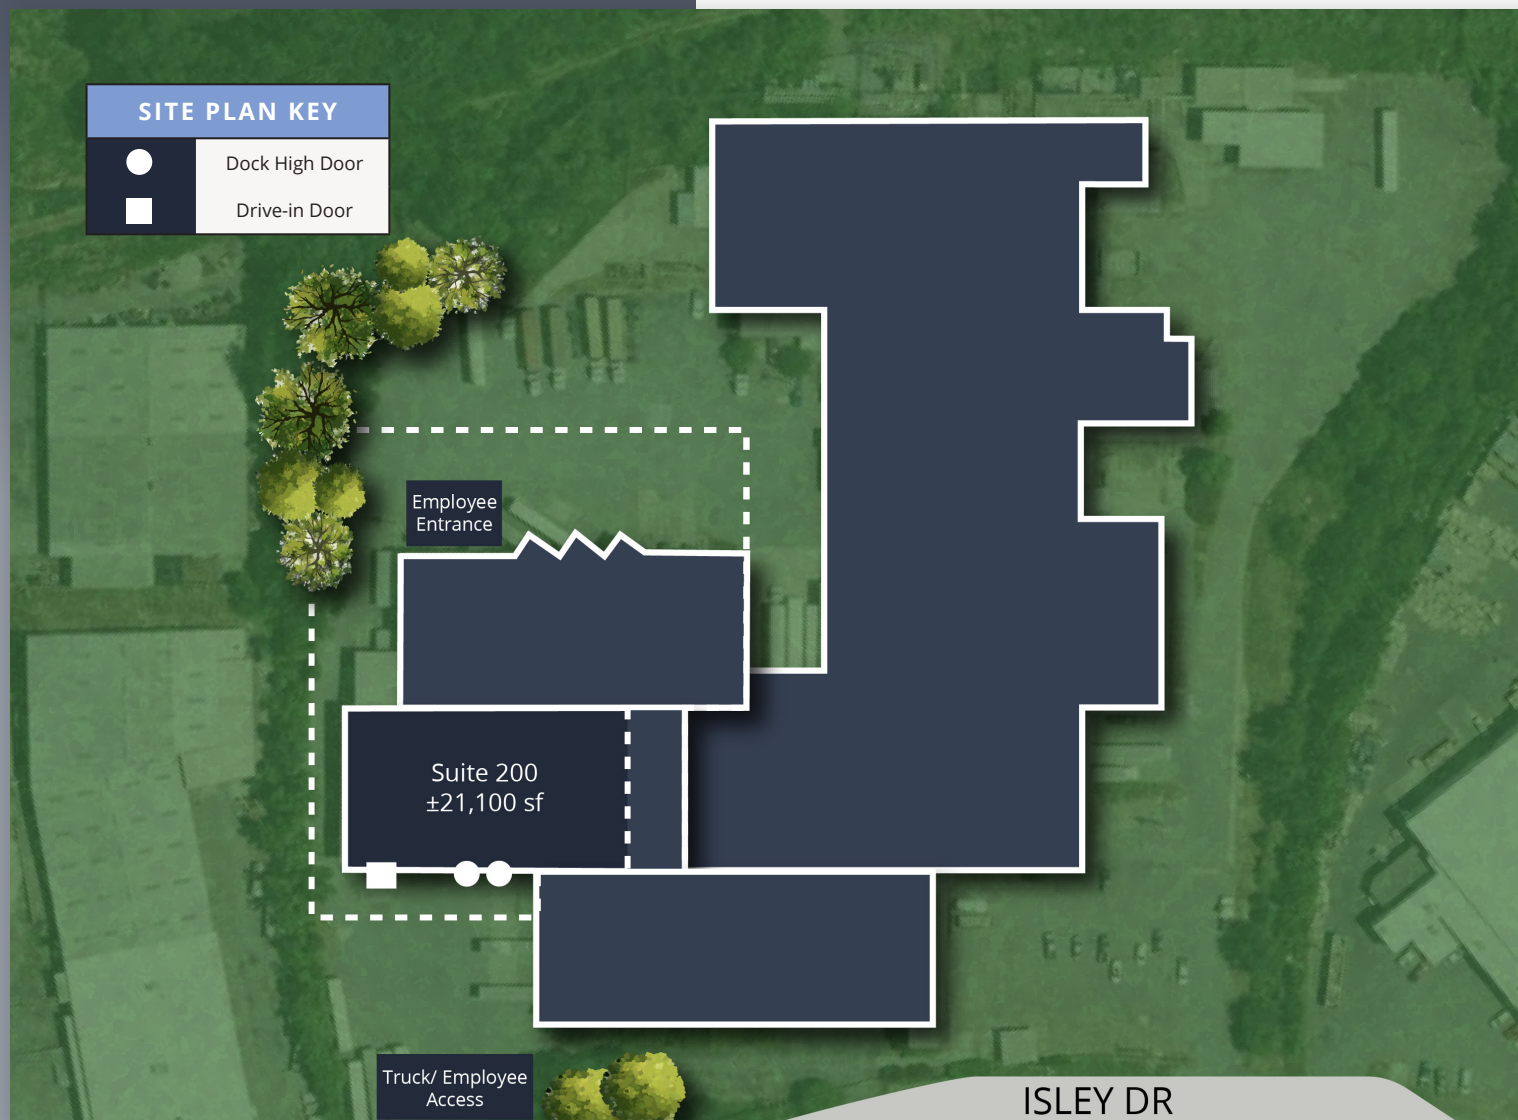 SITE PLAN KEY
Dock High Door
Drive-in Door
Employee
Entrance
Suite 200
±21,100 sf
Truck/ Employee
Access
ISLEY DR